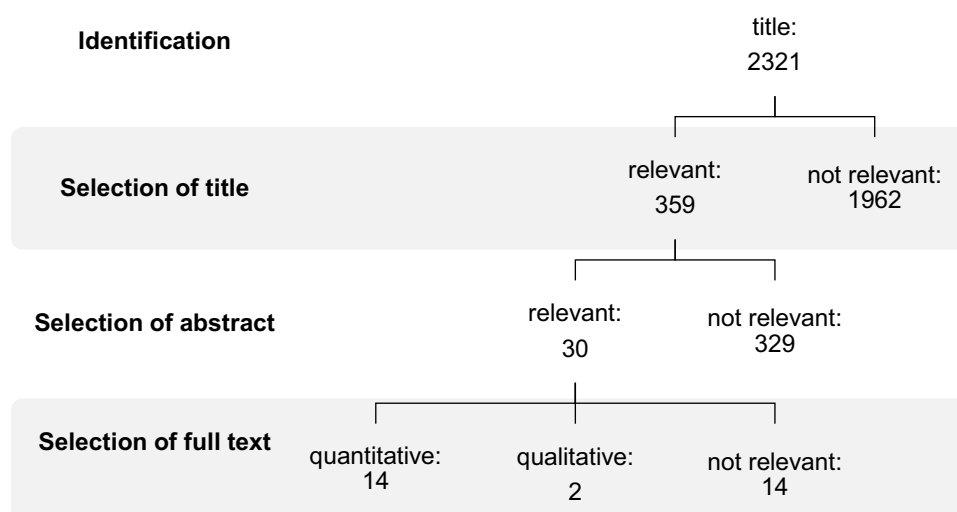 Identification
title:
2321
Selection of title
relevant:
359
not relevant:
1962
Selection of abstract
relevant:
30
not relevant:
329
Selection of full text
quantitative:
14
qualitative:
2
not relevant:
14